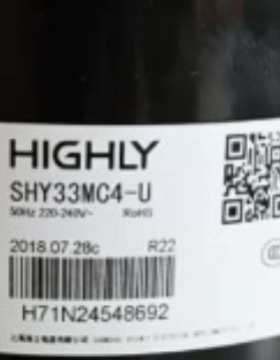 HIGHLY
SHY33MC4-U
50Hz 220-240V~ RoHS
2018.07.28c R22
H71N24548692